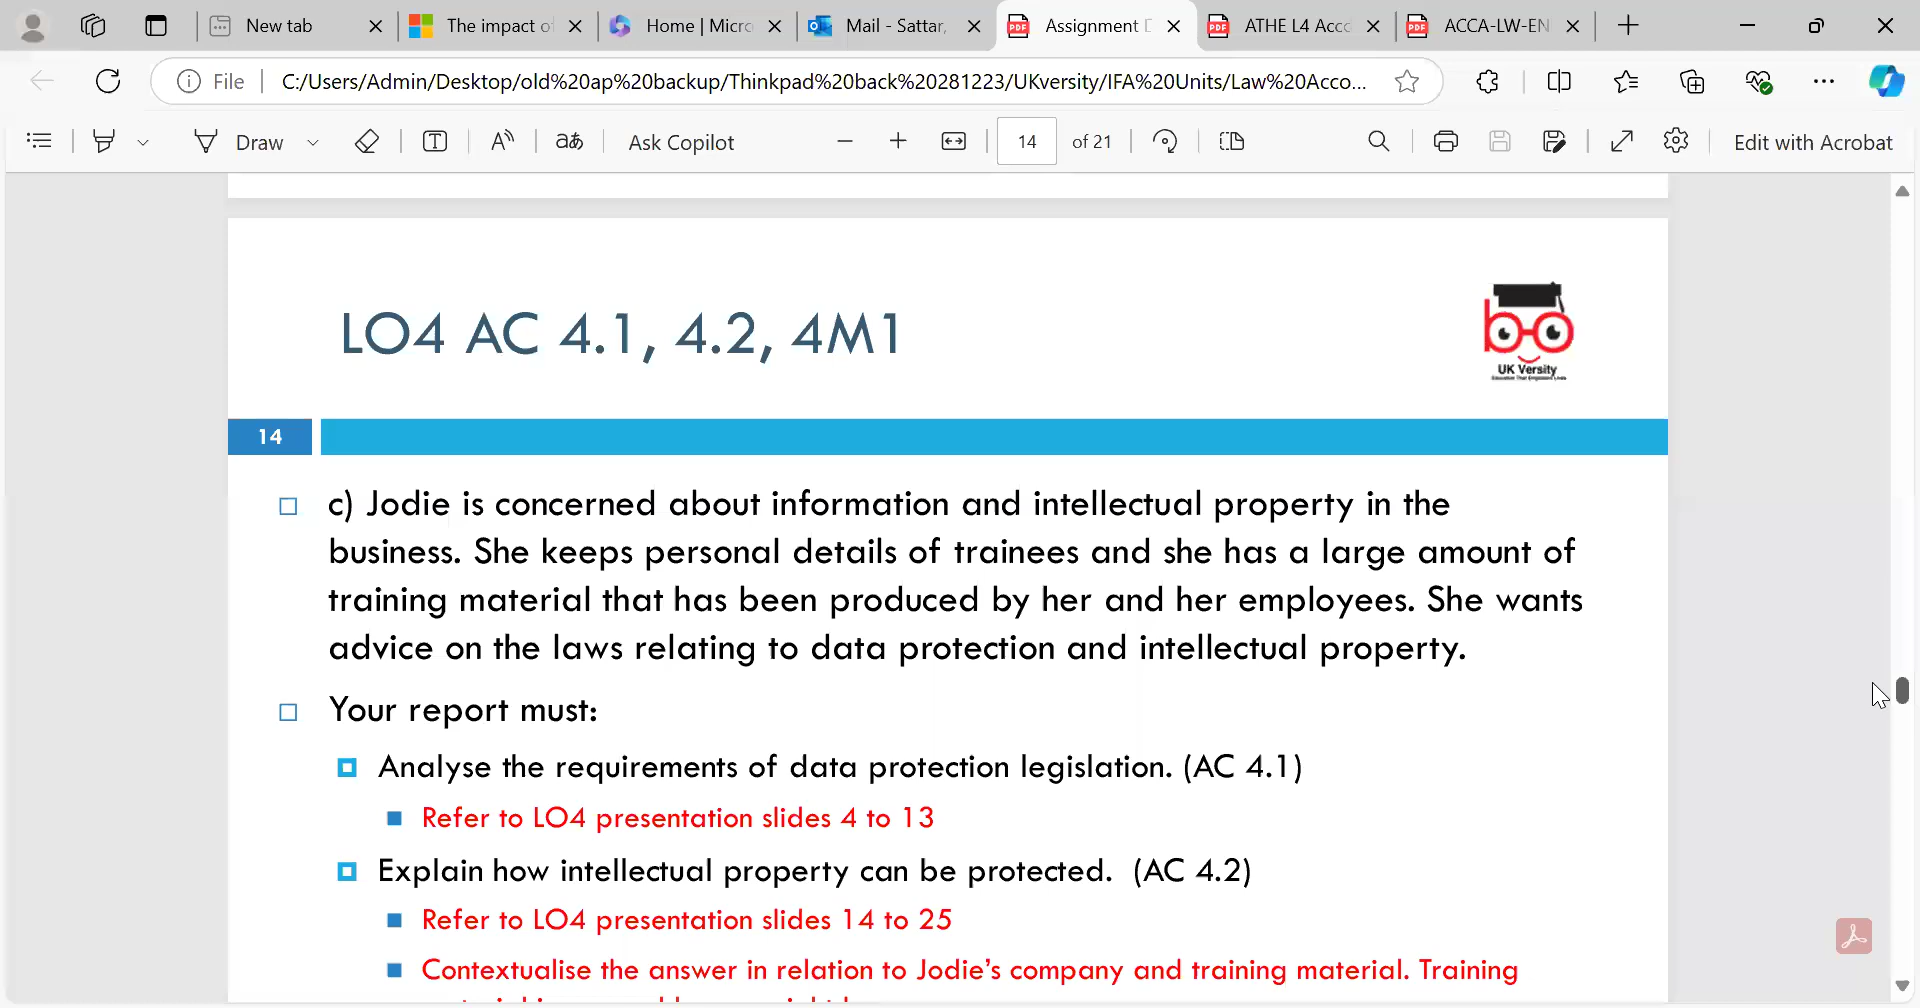 New tab
The impact o
Home | Micro
Mail - Sattar,
Assignment D
ATHE L4 Acco
ACCA-LW-EN
File
C:/Users/Admin/Desktop/old%20ap%20backup/Thinkpad%20back%20281223/UKversity/IFA%20Units/Law%20Acco...
Draw
aあ
Ask Copilot
14
of 21
Edit with Acrobat
LO4 AC 4.1, 4.2, 4M1
UK Versity
14
c) Jodie is concerned about information and intellectual property in the
business. She keeps personal details of trainees and she has a large amount of
training material that has been produced by her and her employees. She wants
advice on the laws relating to data protection and intellectual property.
Your report must:
Analyse the requirements of data protection legislation. (AC 4.1)
Refer to LO4 presentation slides 4 to 13
Explain how intellectual property can be protected. (AC 4.2)
Refer to LO4 presentation slides 14 to 25
Contextualise the answer in relation to Jodie's company and training material. Training